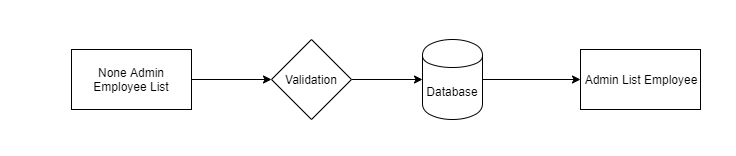 None Admin
Employee List
Validation
Database
Admin List Employee